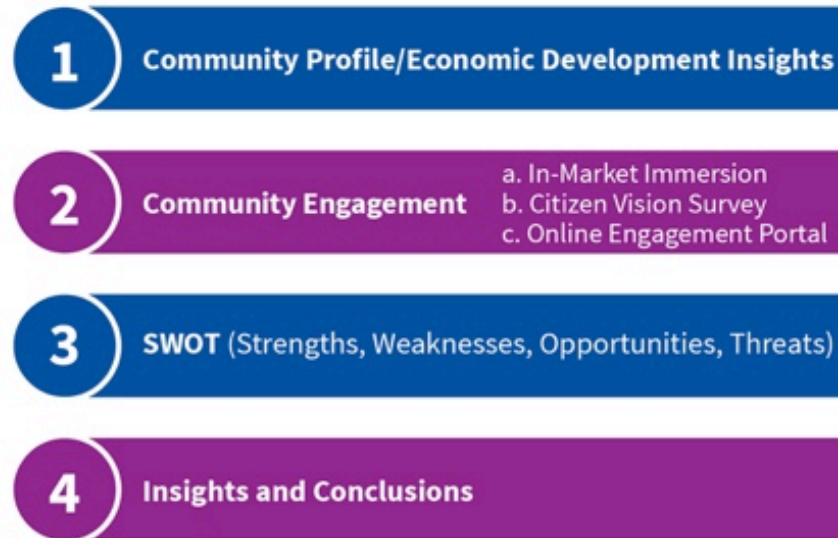 1
Community Profile/Economic Development Insights
2
Community Engagement
a. In-Market Immersion
b. Citizen Vision Survey
c. Online Engagement Portal
3
SWOT (Strengths, Weaknesses, Opportunities, Threats)
4
Insights and Conclusions